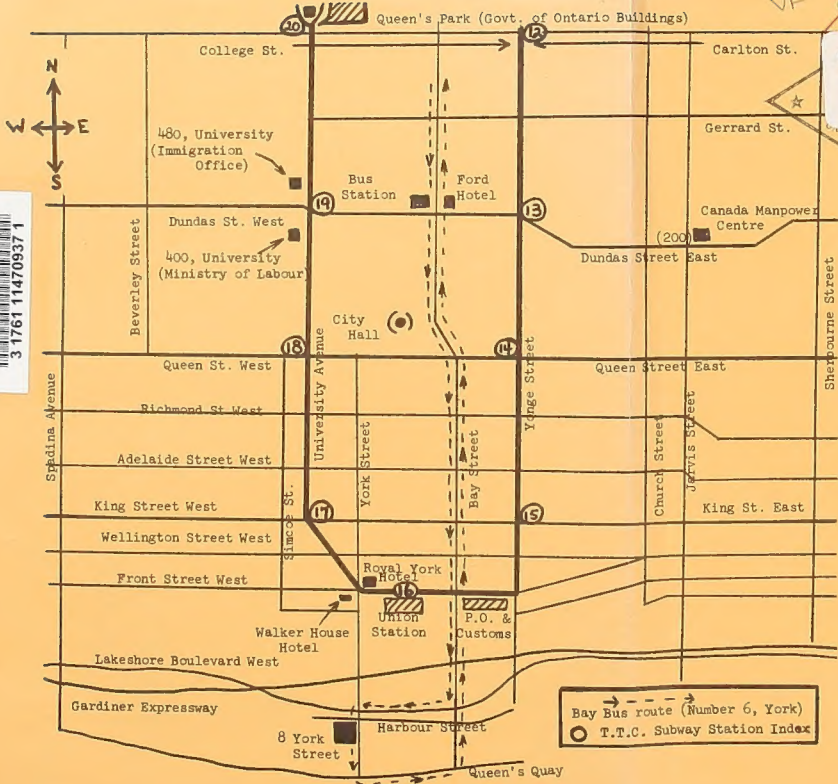 20
Queen's Park (Govt. of Ontario Buildings)
College St.
12
Carlton St.
N
W
E
S
Gerrard St.
480, University
(Immigration
Office)
Bus
Station
Ford
Hotel
19
13
Canada Manpower
Centre
(200)
Dundas St. West
Dundas Street East
400, University
(Ministry of Labour)
3 1761 11470937 1
Beverley Street
City
Hall
18
14
Queen St. West
Queen Street East
Sherbourne Street
Spadina Avenue
University Avenue
Yonge Street
Richmond St West
York Street
Bay Street
Church Street
Jarvis Street
Adelaide Street West
King Street West
17
15
King St. East
Simcoe St.
Wellington Street West
Front Street West
Royal York
Hotel
16
Union
Station
P.O. &
Customs
Walker House
Hotel
Lakeshore Boulevard West
Gardiner Expressway
Harbour Street
8 York
Street
Queen's Quay
Bay Bus route (Number 6, York)
T.T.C. Subway Station Index